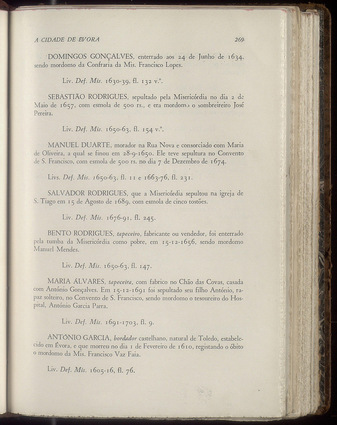 A CIDADE DE ÉVORA 269
DOMINGOS GONÇALVES, enterrado aos 24 de Junho de 1634,
sendo mordomo da Confraria da Mis. Francisco Lopes.
Liv. Def. Mis. 1630-39, fl. 132 v.º.
SEBASTIÃO RODRIGUES, sepultado pela Misericórdia no dia 2 de
Maio de 1657, com esmola de 500 rs., e era mordomo o sombreireiro José
Pereira.
Liv. Def. Mis. 1650-63, fl. 154 v.º.
MANUEL DUARTE, morador na Rua Nova e consorciado com Maria
de Oliveira, a qual se finou em 28-9-1650. Ele teve sepultura no Convento
de S. Francisco, com esmola de 500 rs. no dia 7 de Dezembro de 1674.
Livs. Def. Mis. 1650-63, fl. 11 e 1663-76, fl. 231.
SALVADOR RODRIGUES, que a Misericórdia sepultou na igreja de
S. Tiago em 15 de Agosto de 1689, com esmola de cinco tostões.
Liv. Def. Mis. 1676-91, fl. 245.
BENTO RODRIGUES, tapeceiro, fabricante ou vendedor, foi enterrado
pela tumba da Misericórdia como pobre, em 15-12-1656, sendo mordomo
Manuel Mendes.
Liv. Def. Mis. 1650-63, fl. 147.
MARIA ALVARES, tapeceira, com fabrico no Chão das Covas, casada
com António Gonçalves. Em 15-12-1691 foi sepultado seu filho António, ra-
paz solteiro, no Convento de S. Francisco, sendo mordomo o tesoureiro do Hos-
pital, António Garcia Parra.
Liv. Def. Mis. 1691-1703, fl. 9.
ANTÓNIO GARCIA, bordador castelhano, natural de Toledo, estabele-
cido em Évora, e que morreu no dia 1 de Fevereiro de 1610, registando o óbito
o mordomo da Mis. Francisco Vaz Faia.
Liv. Def. Mis. 1605-16, fl. 76.